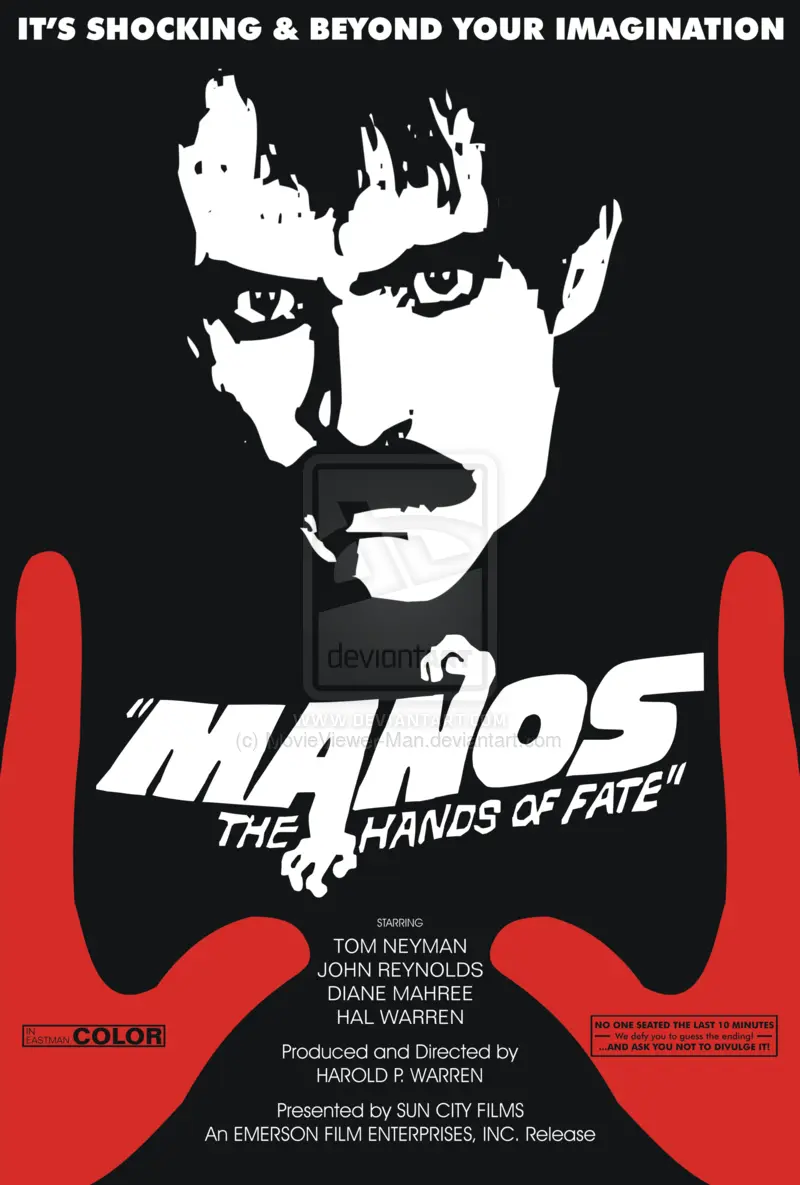 IT'S SHOCKING & BEYOND YOUR IMAGINATION
deviantART
WWW.DEVIANTART.COM
(c) MovieViewer-Man.deviantart.com
"MANOS
THE HANDS OF FATE"
STARRING
TOM NEYMAN
JOHN REYNOLDS
DIANE MAHREE
HAL WARREN
IN
EASTMAN COLOR
NO ONE SEATED THE LAST 10 MINUTES
— We defy you to guess the ending! —
...AND ASK YOU NOT TO DIVULGE IT!
Produced and Directed by
HAROLD P. WARREN
Presented by SUN CITY FILMS
An EMERSON FILM ENTERPRISES, INC. Release